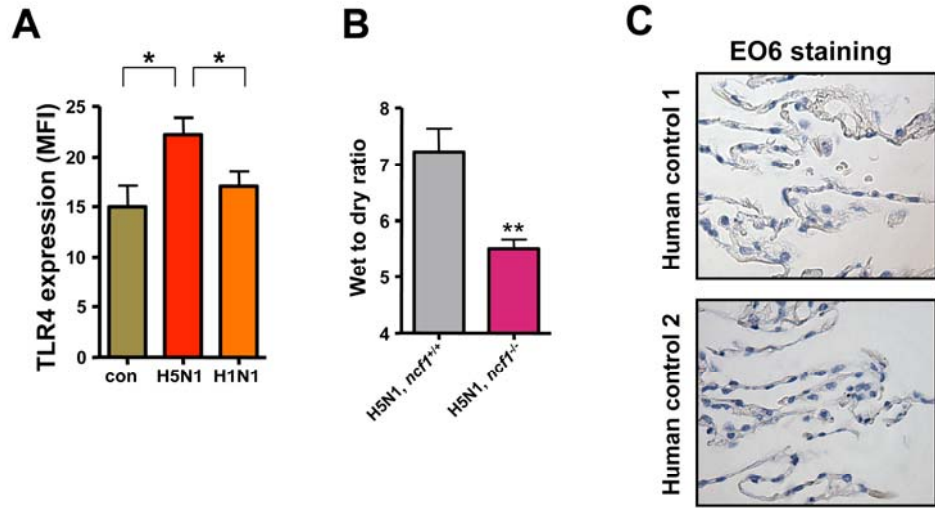 A
* *
TLR4 expression (MFI)
25
20
15
10
5
0
con H5N1 H1N1
B
Wet to dry ratio
8
7
6
5
4
**
H5N1, ncf1+/+
H5N1, ncf1-/-
C
EO6 staining
Human control 1
Human control 2